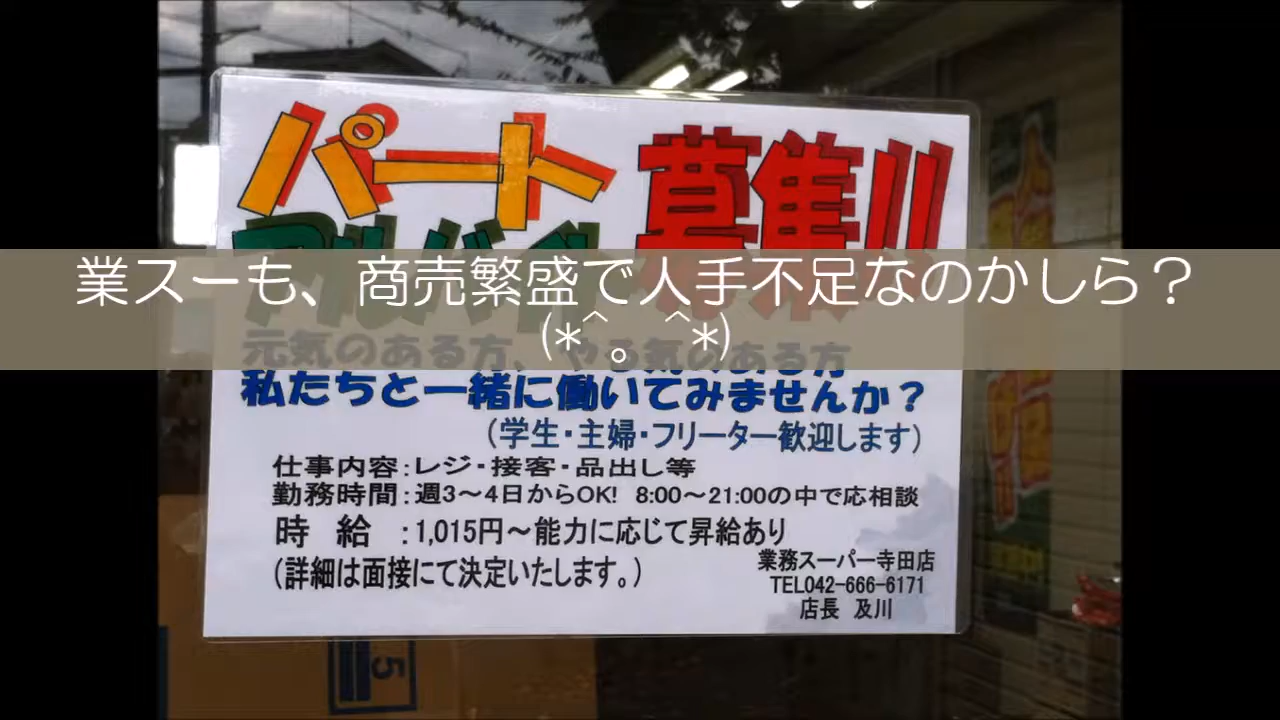 パート
アルバイト
募集!!
業スーも、商売繁盛で人手不足なのかしら？
(*^。^*)
元気のある方、やる気のある方
私たちと一緒に働いてみませんか？
(学生・主婦・フリーター歓迎します)
仕事内容：レジ・接客・品出し等
勤務時間：週3～4日からOK! 8:00～21:00の中で応相談
時 給 ：1,015円～能力に応じて昇給あり
(詳細は面接にて決定いたします。)
業務スーパー寺田店
TEL042-666-6171
店長 及川
5